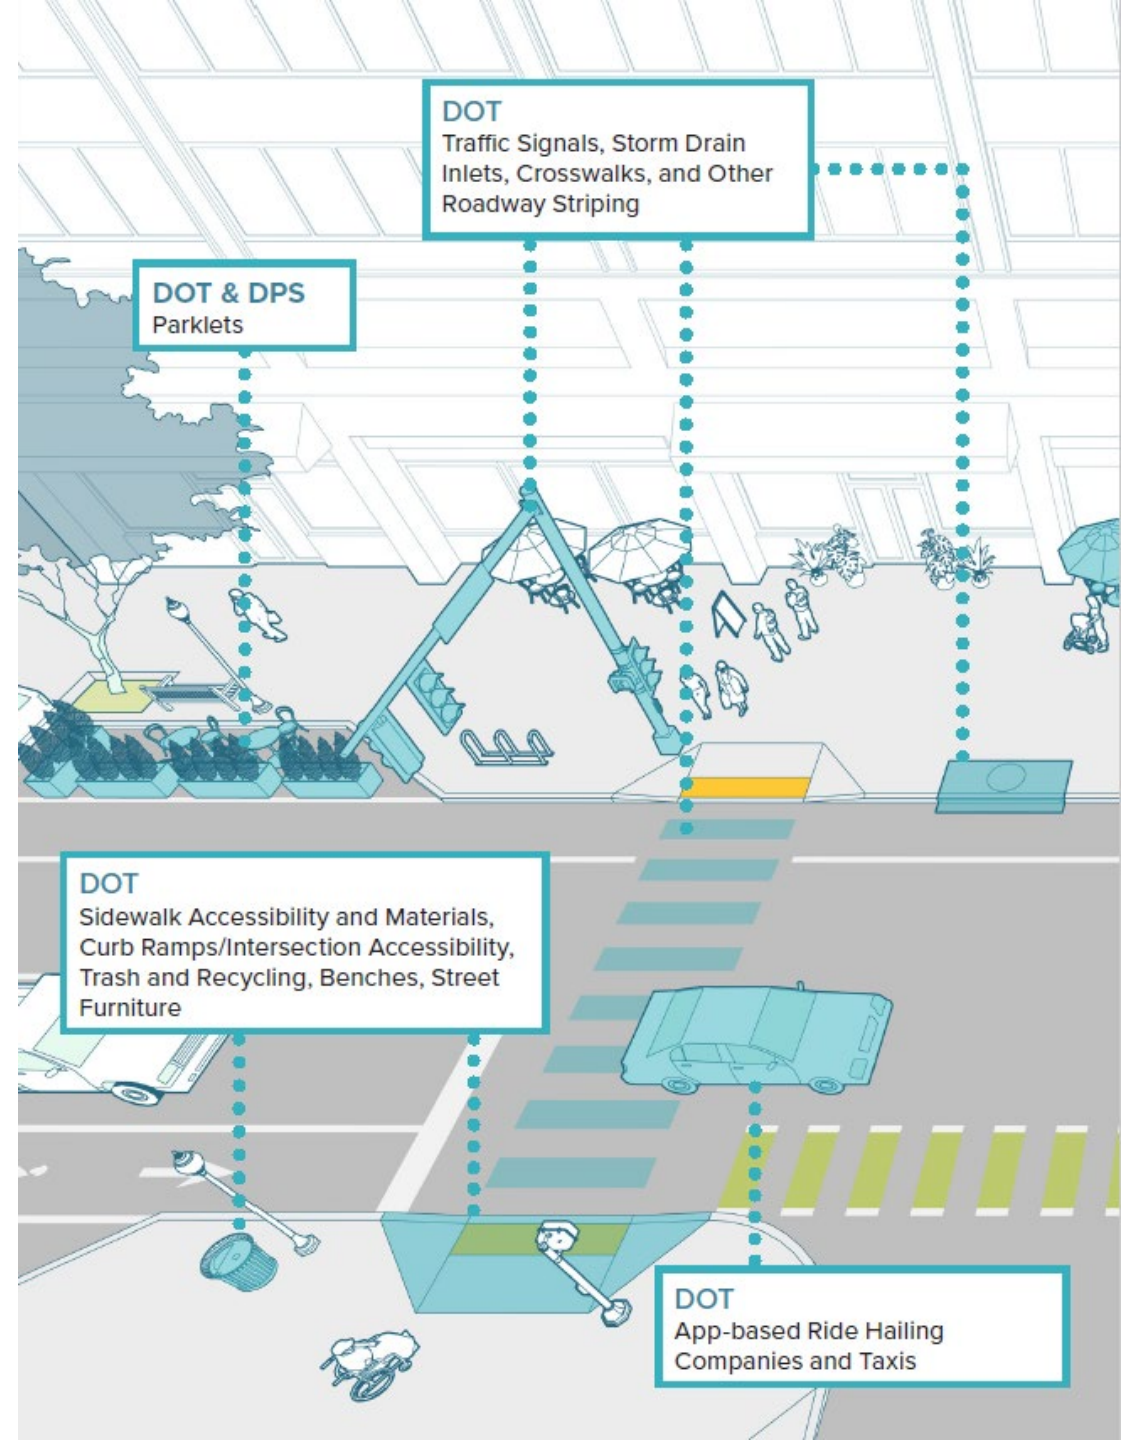 DOT
Traffic Signals, Storm Drain
Inlets, Crosswalks, and Other
Roadway Striping
DOT & DPS
Parklets
DOT
Sidewalk Accessibility and Materials,
Curb Ramps/Intersection Accessibility,
Trash and Recycling, Benches, Street
Furniture
DOT
App-based Ride Hailing
Companies and Taxis